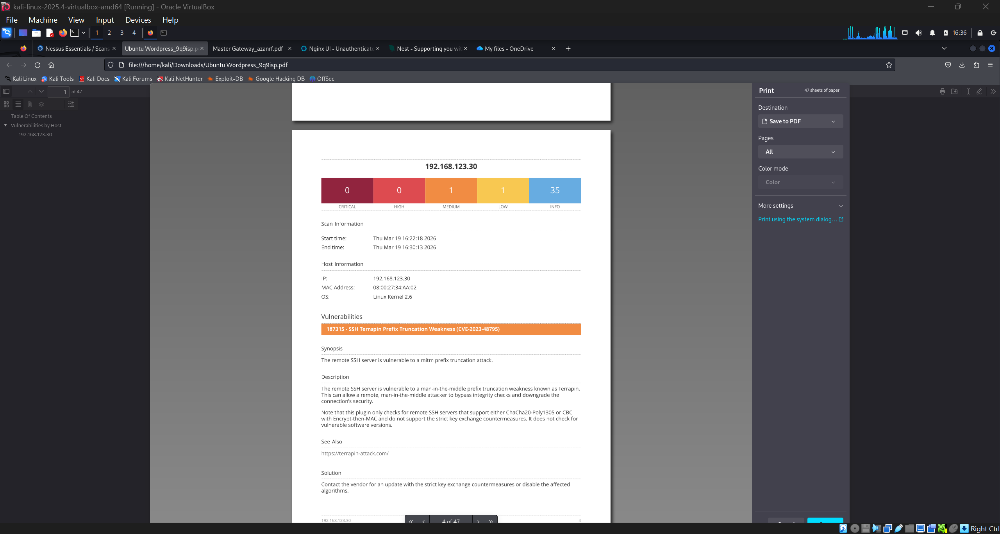 kali-linux-2025.4-virtualbox-amd64 [Running] - Oracle VirtualBox
File Machine View Input Devices Help
1 2 3 4 16:36
Nessus Essentials / Scans
Ubuntu Wordpress_9q9isp.p
Master Gateway_azanrf.pdf
Nginx UI - Unauthenticate
Nest - Supporting you wit
My files - OneDrive
file:///home/kali/Downloads/Ubuntu Wordpress_9q9isp.pdf
Kali Linux Kali Tools Kali Docs Kali Forums Kali NetHunter Exploit-DB Google Hacking DB OffSec
1 of 47
Table Of Contents
Vulnerabilities by Host
192.168.123.30
192.168.123.30
0 0 1 1 35
CRITICAL HIGH MEDIUM LOW INFO
Scan Information
Start time: Thu Mar 19 16:22:18 2026
End time: Thu Mar 19 16:30:13 2026
Host Information
IP: 192.168.123.30
MAC Address: 08:00:27:34:AA:02
OS: Linux Kernel 2.6
Vulnerabilities
187315 - SSH Terrapin Prefix Truncation Weakness (CVE-2023-48795)
Synopsis
The remote SSH server is vulnerable to a mitm prefix truncation attack.
Description
The remote SSH server is vulnerable to a man-in-the-middle prefix truncation weakness known as Terrapin.
This can allow a remote, man-in-the-middle attacker to bypass integrity checks and downgrade the
connection's security.
Note that this plugin only checks for remote SSH servers that support either ChaCha20-Poly1305 or CBC
with Encrypt-then-MAC and do not support the strict key exchange countermeasures. It does not check for
vulnerable software versions.
See Also
https://terrapin-attack.com/
Solution
Contact the vendor for an update with the strict key exchange countermeasures or disable the affected
algorithms.
192.168.123.30 4
4 of 47
Print 47 sheets of paper
Destination
Save to PDF
Pages
All
Color mode
Color
More settings
Print using the system dialog...
Right Ctrl